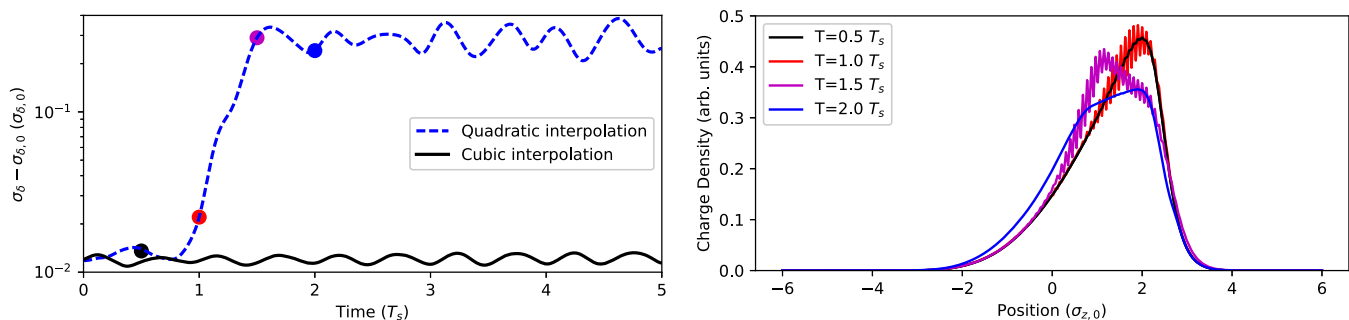 σδ − σδ,0 (σδ,0)
10⁻¹
10⁻²
Quadratic interpolation
Cubic interpolation
0 1 2 3 4 5
Time (Ts)
Charge Density (arb. units)
0.5
0.4
0.3
0.2
0.1
0.0
T=0.5 Ts
T=1.0 Ts
T=1.5 Ts
T=2.0 Ts
−6 −4 −2 0 2 4 6
Position (σz,0)